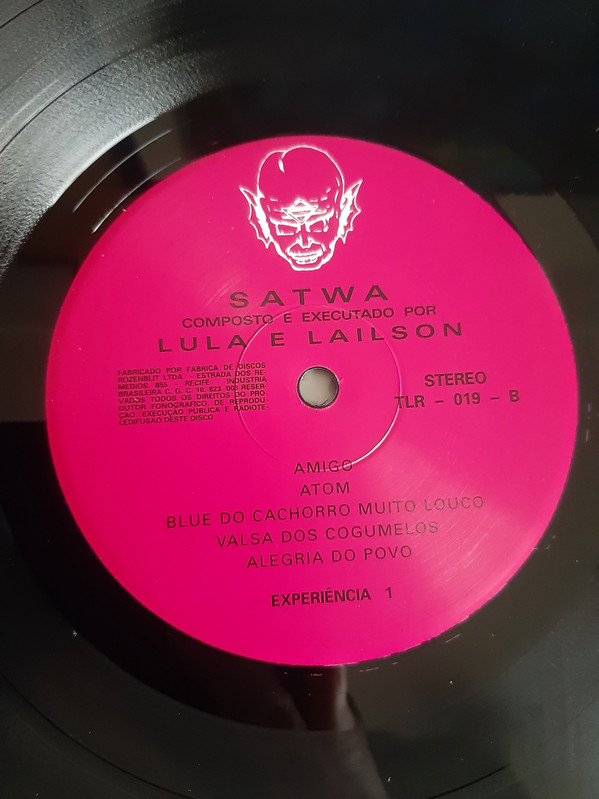 SATWA
COMPOSTO E EXECUTADO POR
LULA E LAILSON
FABRICADO POR FABRICA DE DISCOS
ROZENBLIT LTDA. - ESTRADA DOS RE-
MEDIOS 855 - RECIFE - INDUSTRIA
BRASILEIRA C. G. C. 10. 823. 003 RESER-
VADJS TODOS OS DIREITOS DO PRO-
DUTOR FONOGRAFICO, DE REPRODU-
ÇAO, EXECUÇÃO PUBLICA E RADIOTE-
LEDIFUSÃO DESTE DISCO.
STEREO
TLR - 019 - B
AMIGO
ATOM
BLUE DO CACHORRO MUITO LOUCO
VALSA DOS COGUMELOS
ALEGRIA DO POVO
EXPERIÊNCIA 1